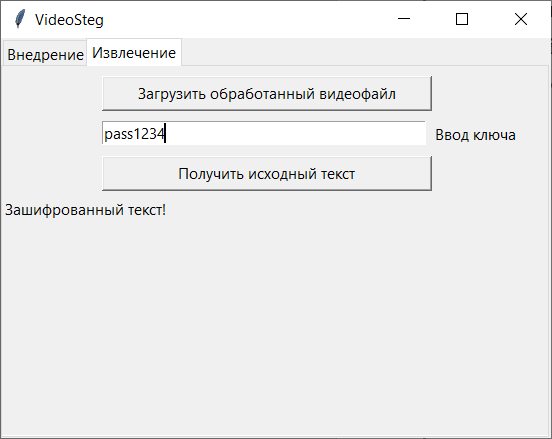 VideoSteg
Внедрение Извлечение
Загрузить обработанный видеофайл
pass1234 Ввод ключа
Получить исходный текст
Зашифрованный текст!